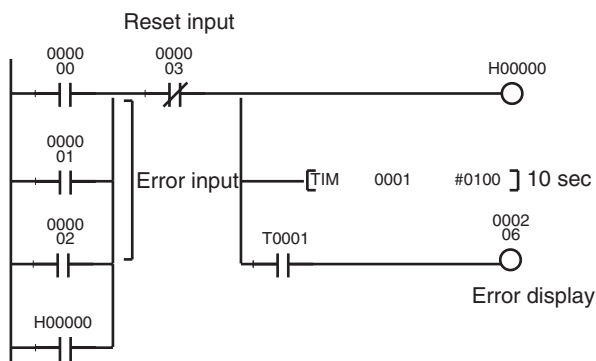 Reset input
0000
00
0000
03
H00000
0000
01
Error input
TIM 0001 #0100
10 sec
0000
02
T0001
0002
06
Error display
H00000